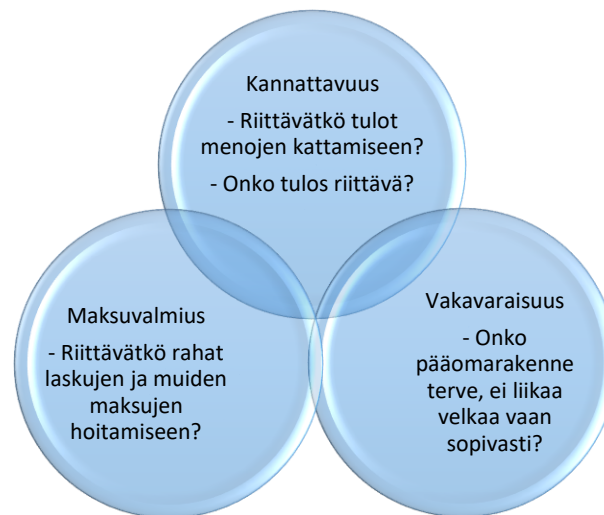 Kannattavuus
- Riittävätkö tulot
menojen kattamiseen?
- Onko tulos riittävä?
Maksuvalmius
- Riittävätkö rahat
laskujen ja muiden
maksujen
hoitamiseen?
Vakavaraisuus
- Onko
pääomarakenne
terve, ei liikaa
velkaa vaan
sopivasti?